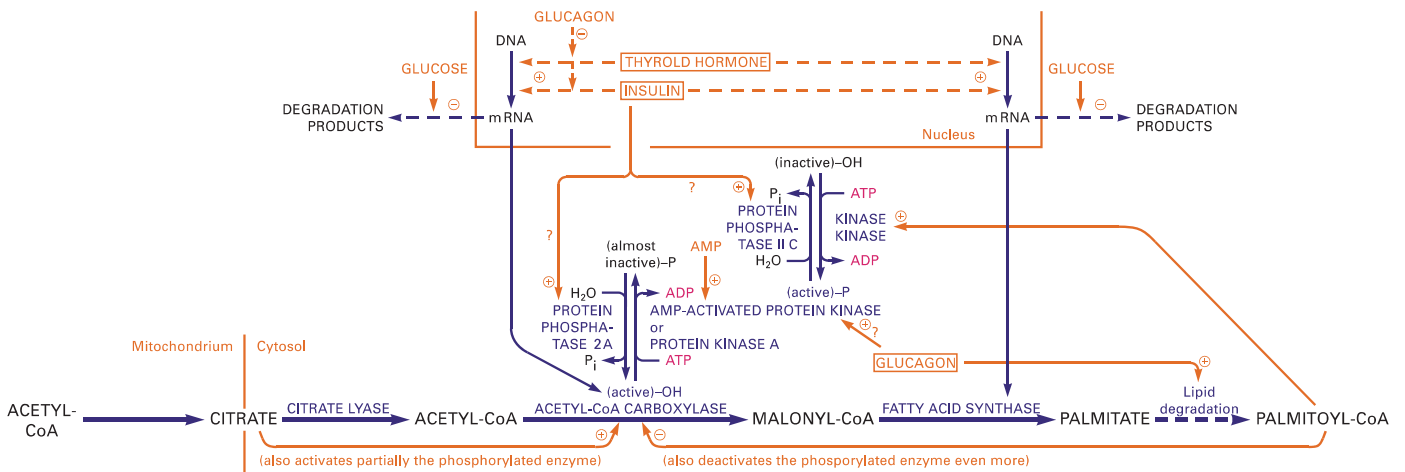 GLUCAGON
⊖
DNA
DNA
THYROLD HORMONE
GLUCOSE
GLUCOSE
⊕
⊕
INSULIN
⊖
⊖
DEGRADATION
PRODUCTS
mRNA
mRNA
DEGRADATION
PRODUCTS
Nucleus
(inactive)–OH
?
⊕
Pi
ATP
PROTEIN
PHOSPHA-
TASE II C
KINASE
KINASE
⊕
?
(almost
inactive)–P
AMP
H₂O
ADP
⊕
⊕
(active)–P
H₂O
ADP
PROTEIN
PHOSPHA-
TASE 2A
AMP-ACTIVATED PROTEIN KINASE
or
PROTEIN KINASE A
⊕?
Mitochondrium
Cytosol
Pi
ATP
GLUCAGON
⊕
(active)–OH
Lipid
degradation
ACETYL-
CoA
CITRATE
CITRATE LYASE
ACETYL-CoA
ACETYL-CoA CARBOXYLASE
MALONYL-CoA
FATTY ACID SYNTHASE
PALMITATE
PALMITOYL-CoA
⊕
⊖
(also activates partially the phosphorylated enzyme)
(also deactivates the phosporylated enzyme even more)